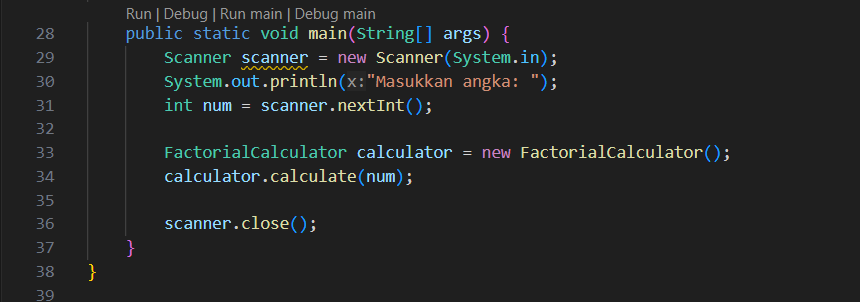 Run | Debug | Run main | Debug main
28 public static void main(String[] args) {
29 Scanner scanner = new Scanner(System.in);
30 System.out.println(x:"Masukkan angka: ");
31 int num = scanner.nextInt();
32
33 FactorialCalculator calculator = new FactorialCalculator();
34 calculator.calculate(num);
35
36 scanner.close();
37 }
38 }
39